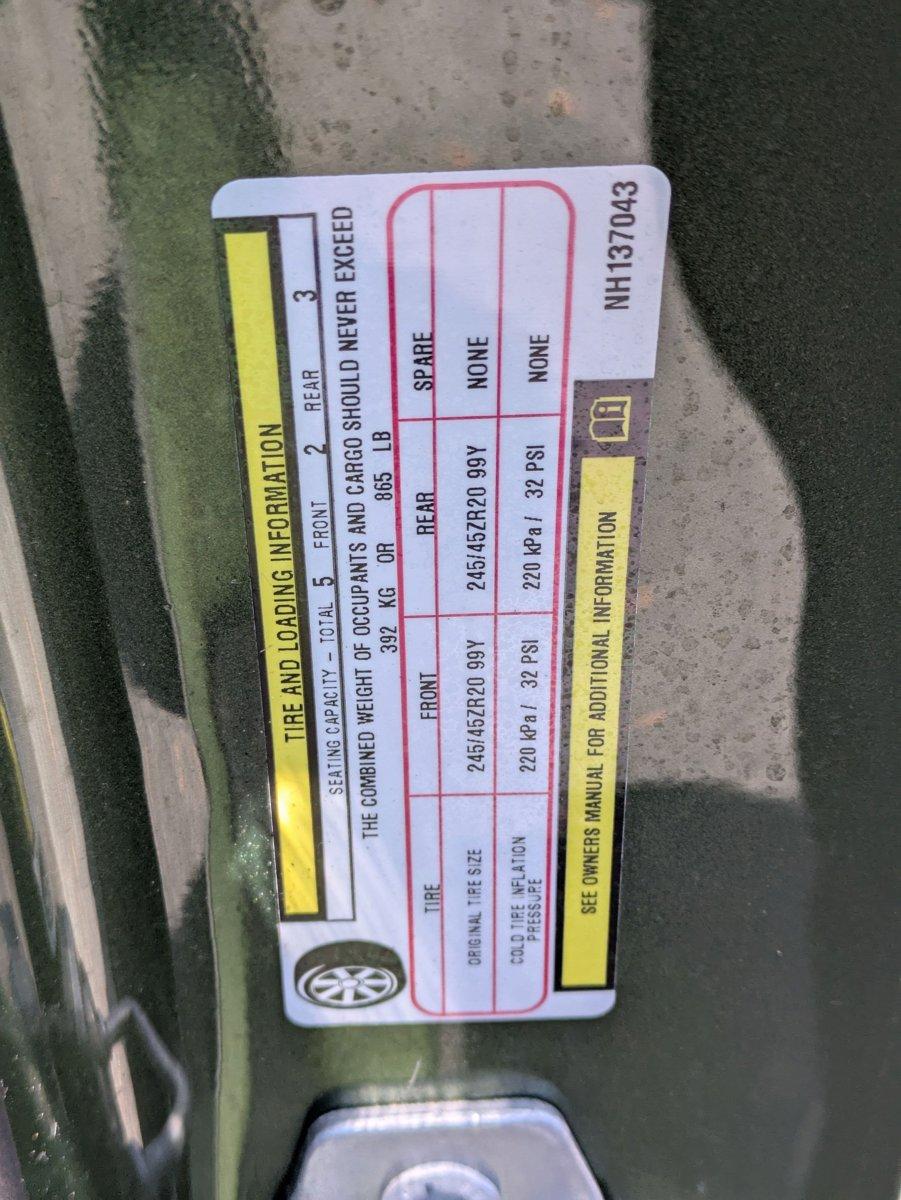 TIRE AND LOADING INFORMATION
SEATING CAPACITY - TOTAL 5 FRONT 2 REAR 3
THE COMBINED WEIGHT OF OCCUPANTS AND CARGO SHOULD NEVER EXCEED
392 KG OR 865 LB
TIRE FRONT REAR SPARE
ORIGINAL TIRE SIZE 245/45ZR20 99Y 245/45ZR20 99Y NONE
COLD TIRE INFLATION
PRESSURE 220 kPa / 32 PSI 220 kPa / 32 PSI NONE
SEE OWNERS MANUAL FOR ADDITIONAL INFORMATION
NH137043